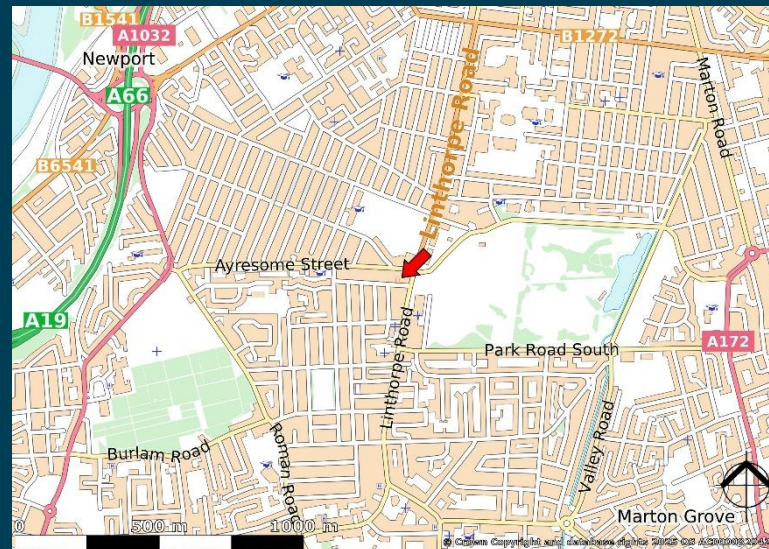 B1541
A1032
Newport
B1272
Marton Road
A66
Linthorpe Road
B6541
Ayresome Street
A19
Linthorpe Road
Park Road South
A172
Burlam Road
Roman Road
Valley Road
Marton Grove
0 500 m 1000 m
© Crown Copyright and database rights 2025 OS